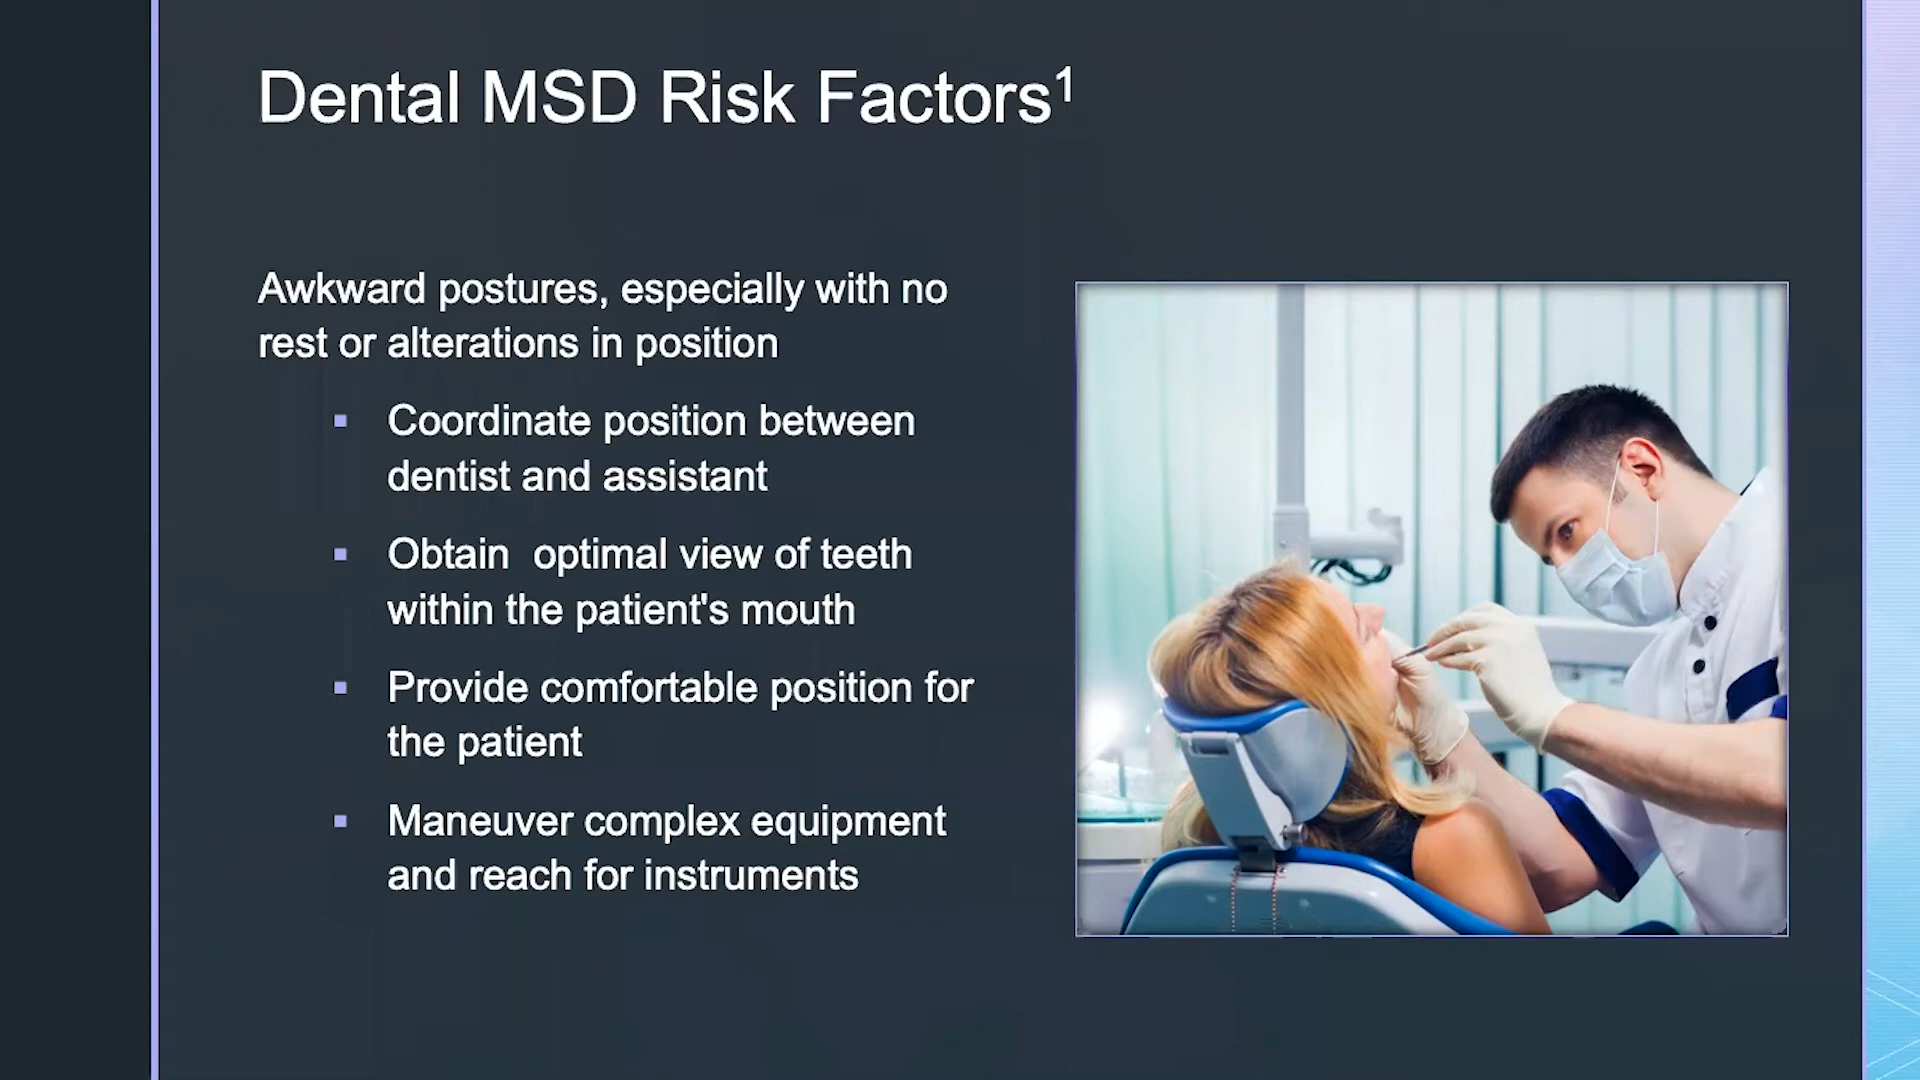 Dental MSD Risk Factors¹
Awkward postures, especially with no
rest or alterations in position
▪ Coordinate position between
dentist and assistant
▪ Obtain  optimal view of teeth
within the patient's mouth
▪ Provide comfortable position for
the patient
▪ Maneuver complex equipment
and reach for instruments